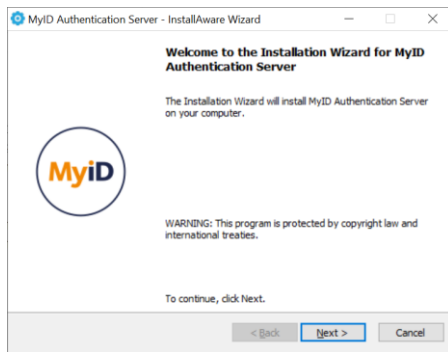 MyID Authentication Server - InstallAware Wizard
Welcome to the Installation Wizard for MyID
Authentication Server
The Installation Wizard will install MyID Authentication Server
on your computer.
MyiD
WARNING: This program is protected by copyright law and
international treaties.
To continue, click Next.
< Back
Next >
Cancel